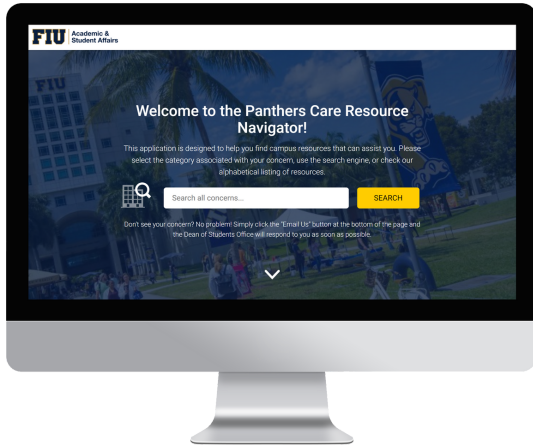 FIU Academic &
Student Affairs
FIU
Welcome to the Panthers Care Resource
Navigator!
This application is designed to help you find campus resources that can assist you. Please
select the category associated with your concern, use the search engine, or check our
alphabetical listing of resources.
Search all concerns... SEARCH
Don't see your concern? No problem! Simply click the "Email Us" button at the bottom of the page and
the Dean of Students Office will respond to you as soon as possible.